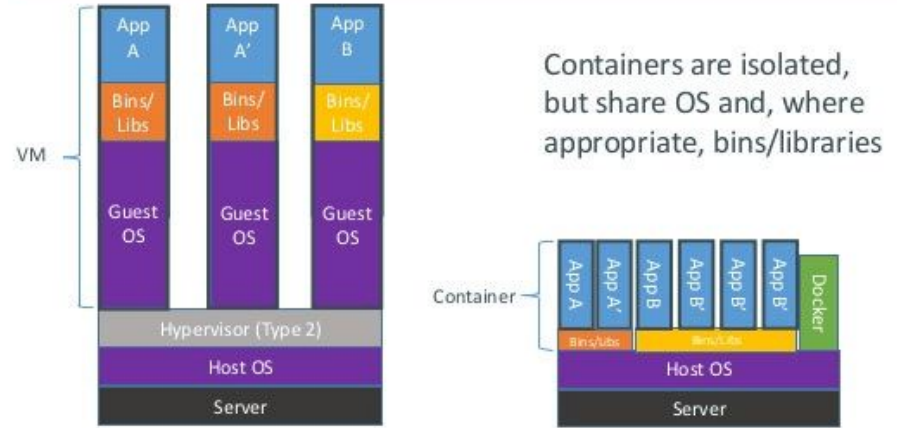 App
A
App
A'
App
B
Bins/
Libs
Bins/
Libs
Bins/
Libs
VM
Guest
OS
Guest
OS
Guest
OS
Hypervisor (Type 2)
Host OS
Server
Containers are isolated,
but share OS and, where
appropriate, bins/libraries
Container
App A
App A'
App B
App B'
App B'
App B'
Docker
Bins/Libs
Bins/Libs
Host OS
Server